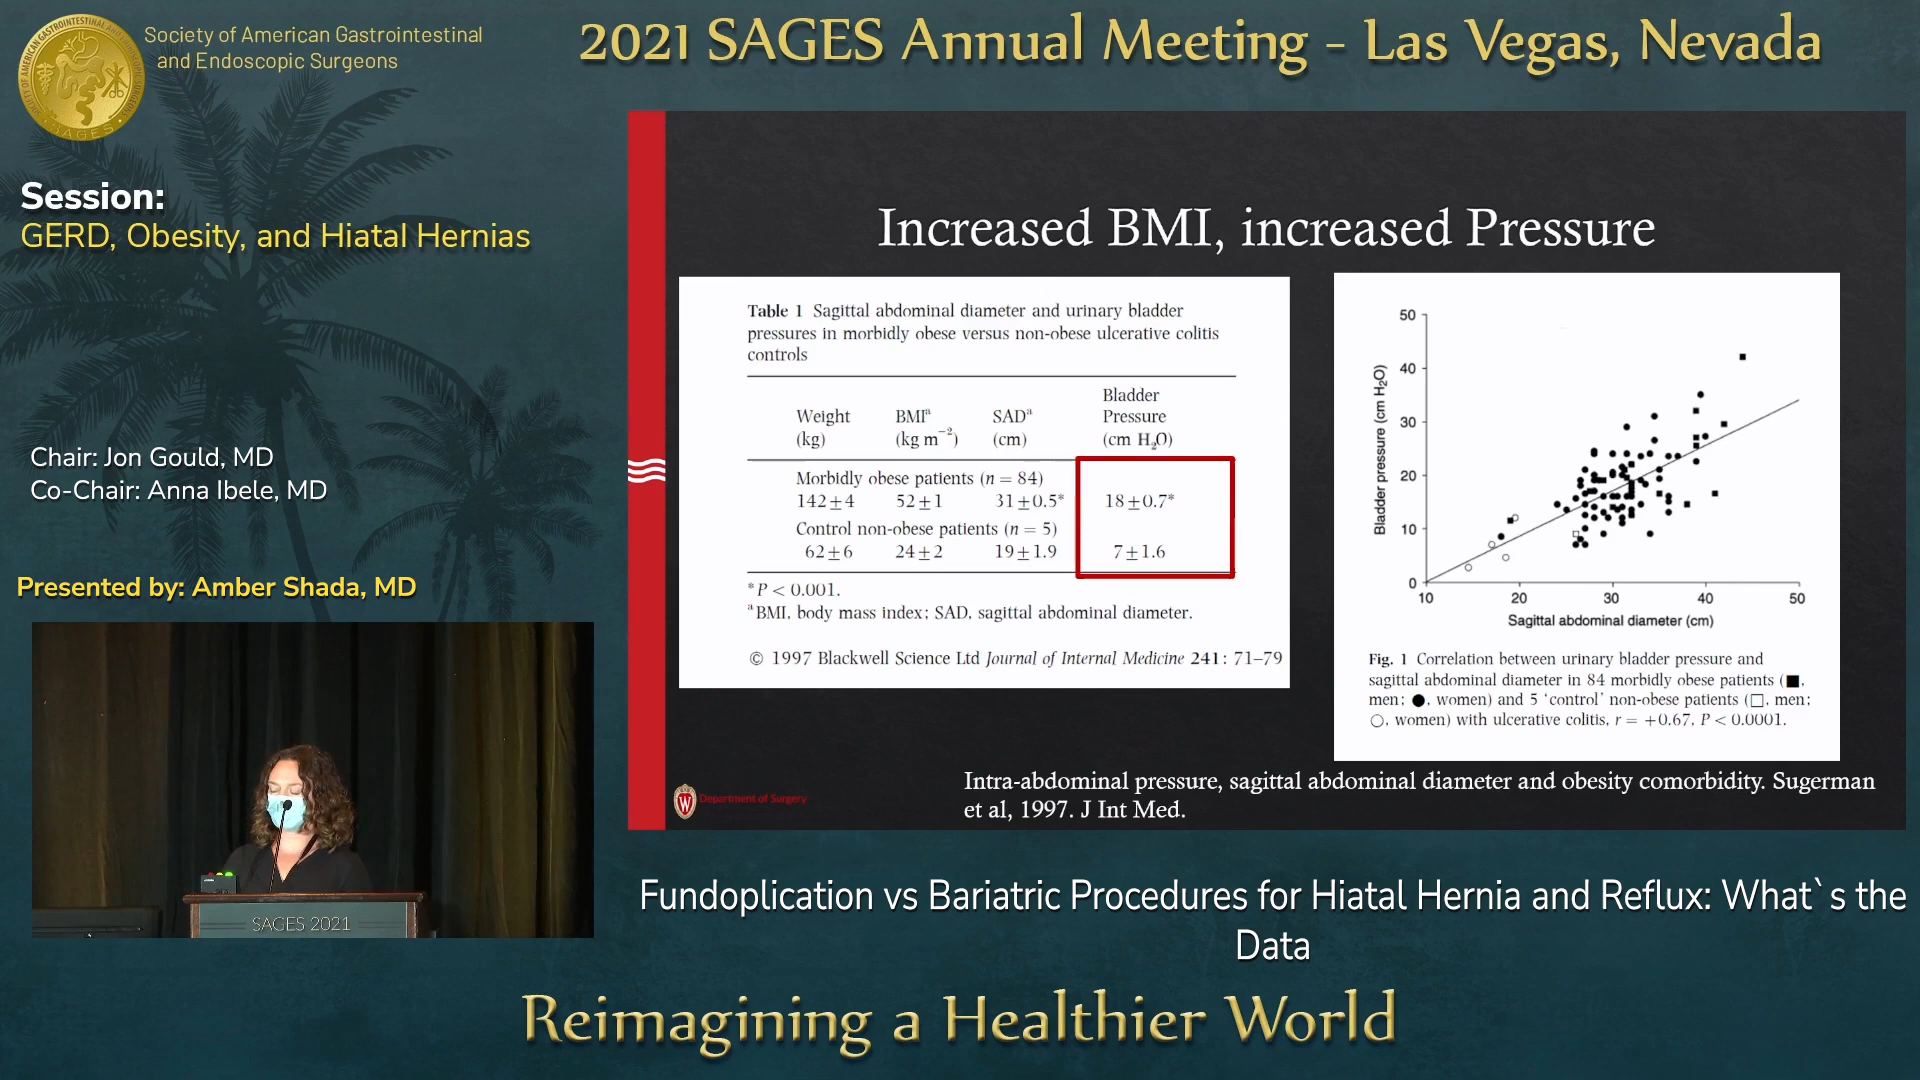 Society of American Gastrointestinal
and Endoscopic Surgeons
SAGES
2021 SAGES Annual Meeting - Las Vegas, Nevada
Session:
GERD, Obesity, and Hiatal Hernias
Chair: Jon Gould, MD
Co-Chair: Anna Ibele, MD
Presented by: Amber Shada, MD
SAGES 2021
Increased BMI, increased Pressure
Table 1 Sagittal abdominal diameter and urinary bladder
pressures in morbidly obese versus non-obese ulcerative colitis
controls
Bladder
Weight BMIᵃ SADᵃ Pressure
(kg) (kg m⁻²) (cm) (cm H₂O)
Morbidly obese patients (n = 84)
142±4 52±1 31±0.5* 18±0.7*
Control non-obese patients (n = 5)
62±6 24±2 19±1.9 7±1.6
*P < 0.001.
ᵃBMI, body mass index; SAD, sagittal abdominal diameter.
© 1997 Blackwell Science Ltd Journal of Internal Medicine 241: 71–79
50
40
30
20
10
0
Bladder pressure (cm H₂O)
10 20 30 40 50
Sagittal abdominal diameter (cm)
Fig. 1 Correlation between urinary bladder pressure and
sagittal abdominal diameter in 84 morbidly obese patients (■,
men; ●, women) and 5 ‘control’ non-obese patients (□, men;
○, women) with ulcerative colitis, r = +0.67, P < 0.0001.
W Department of Surgery
Intra-abdominal pressure, sagittal abdominal diameter and obesity comorbidity. Sugerman
et al, 1997. J Int Med.
Fundoplication vs Bariatric Procedures for Hiatal Hernia and Reflux: What`s the
Data
Reimagining a Healthier World